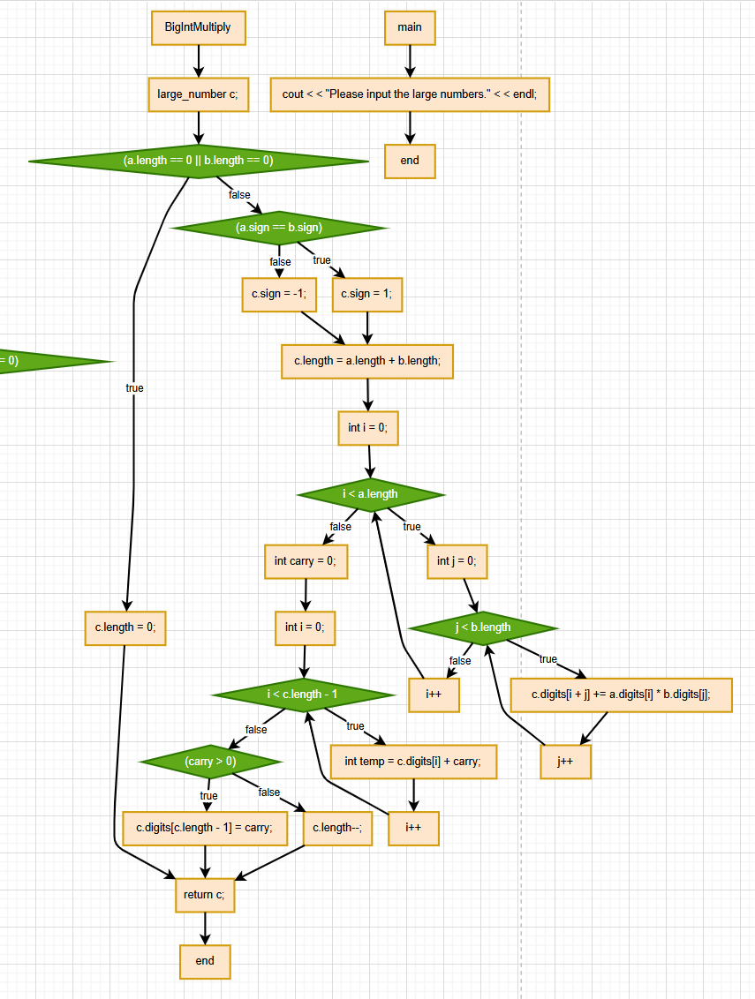 BigIntMultiply
main
large_number c;
cout < < "Please input the large numbers." < < endl;
(a.length == 0 || b.length == 0)
end
false
(a.sign == b.sign)
false
true
c.sign = -1;
c.sign = 1;
= 0)
c.length = a.length + b.length;
true
int i = 0;
i < a.length
false
true
int carry = 0;
int j = 0;
c.length = 0;
int i = 0;
j < b.length
false
true
i < c.length - 1
i++
c.digits[i + j] += a.digits[i] * b.digits[j];
false
true
(carry > 0)
int temp = c.digits[i] + carry;
j++
true
false
c.digits[c.length - 1] = carry;
c.length--;
i++
return c;
end